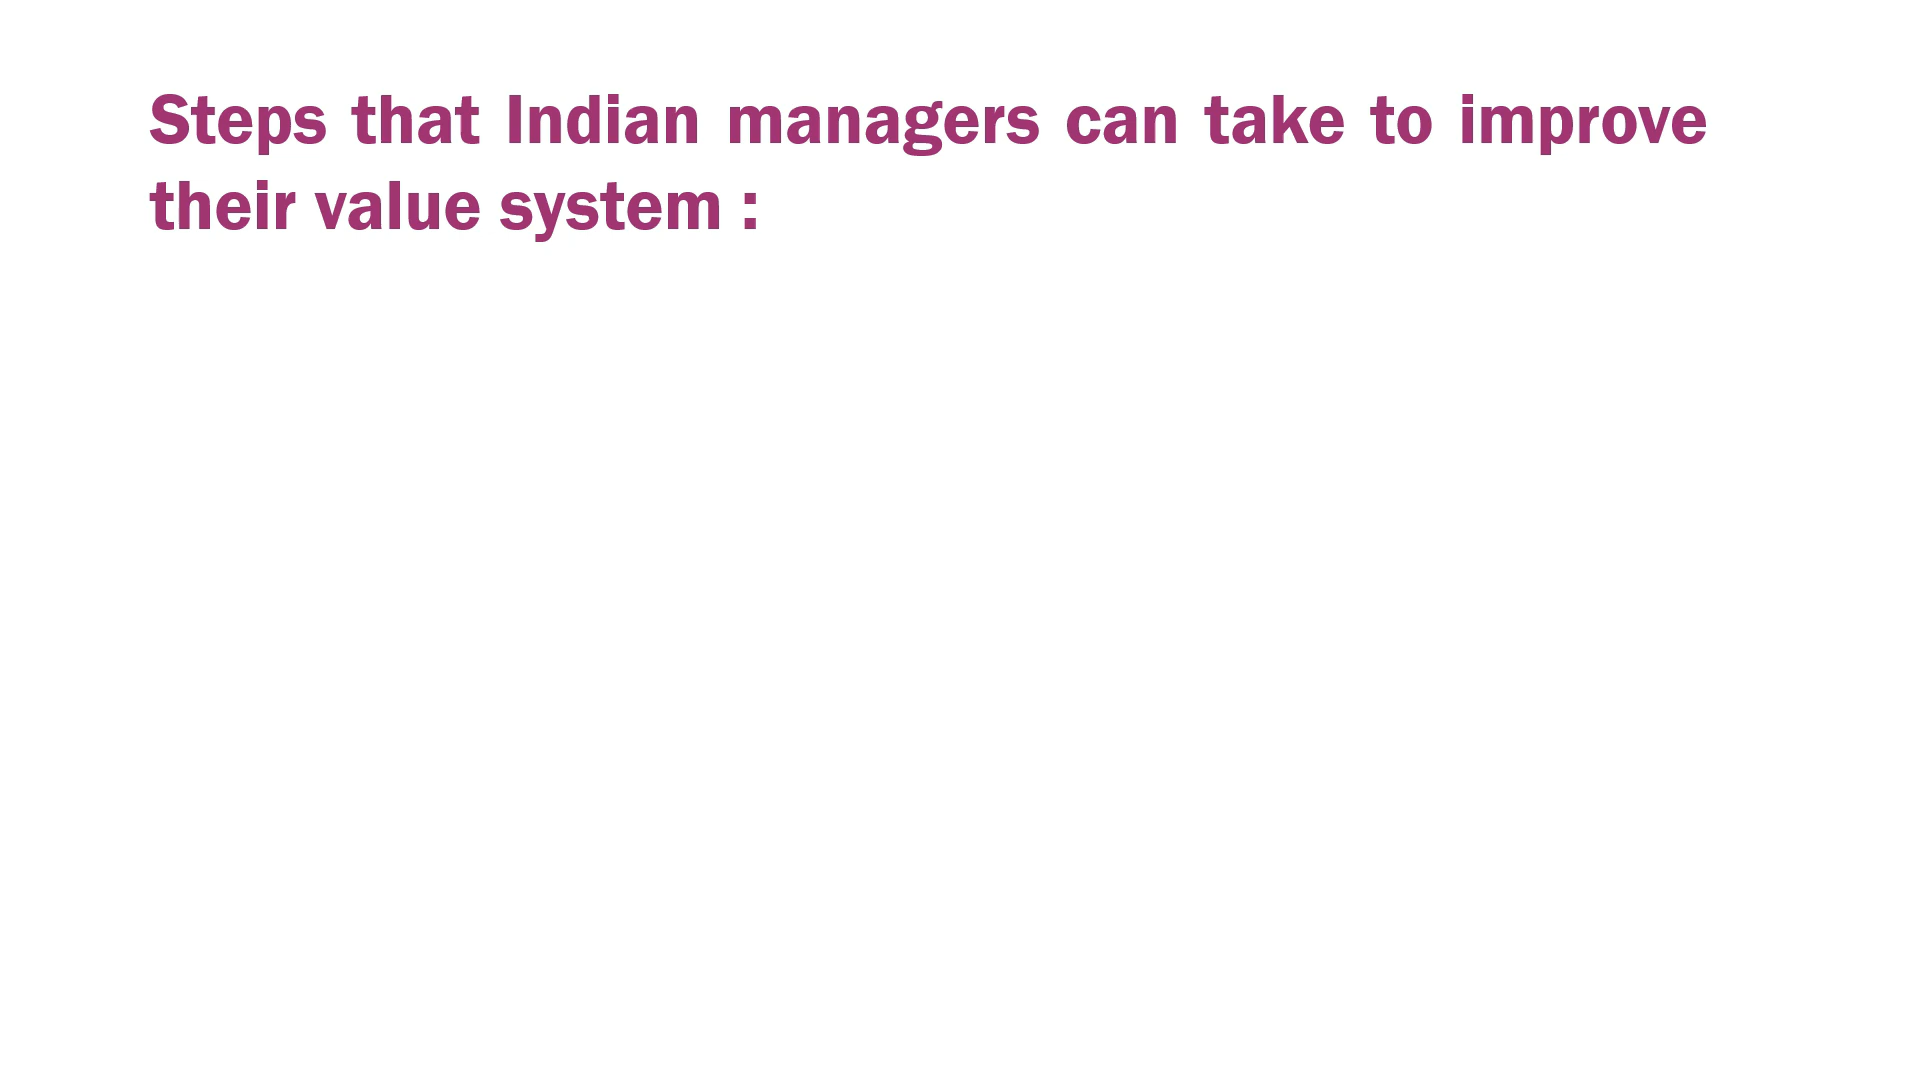 Steps that Indian managers can take to improve
their value system :